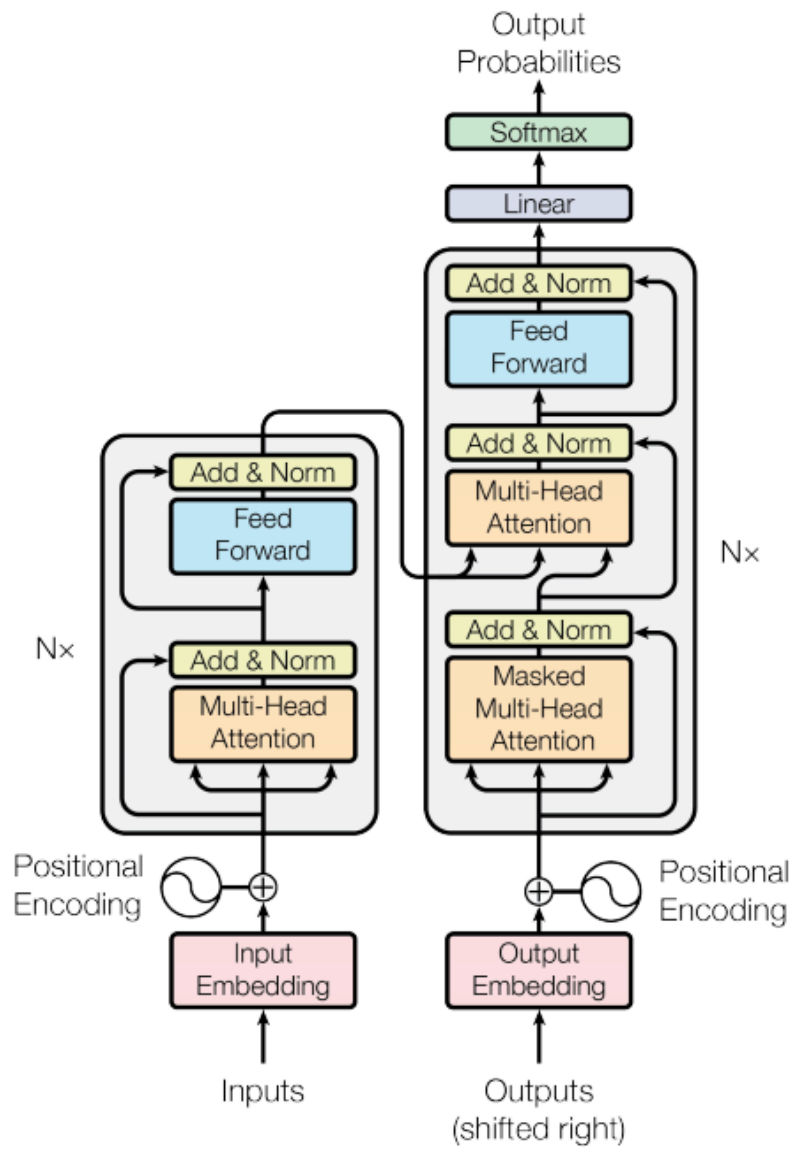 Output
Probabilities
Softmax
Linear
Add & Norm
Feed
Forward
Add & Norm
Multi-Head
Attention
Nx
Add & Norm
Masked
Multi-Head
Attention
Add & Norm
Feed
Forward
Nx
Add & Norm
Multi-Head
Attention
Positional
Encoding
Positional
Encoding
Input
Embedding
Output
Embedding
Inputs
Outputs
(shifted right)